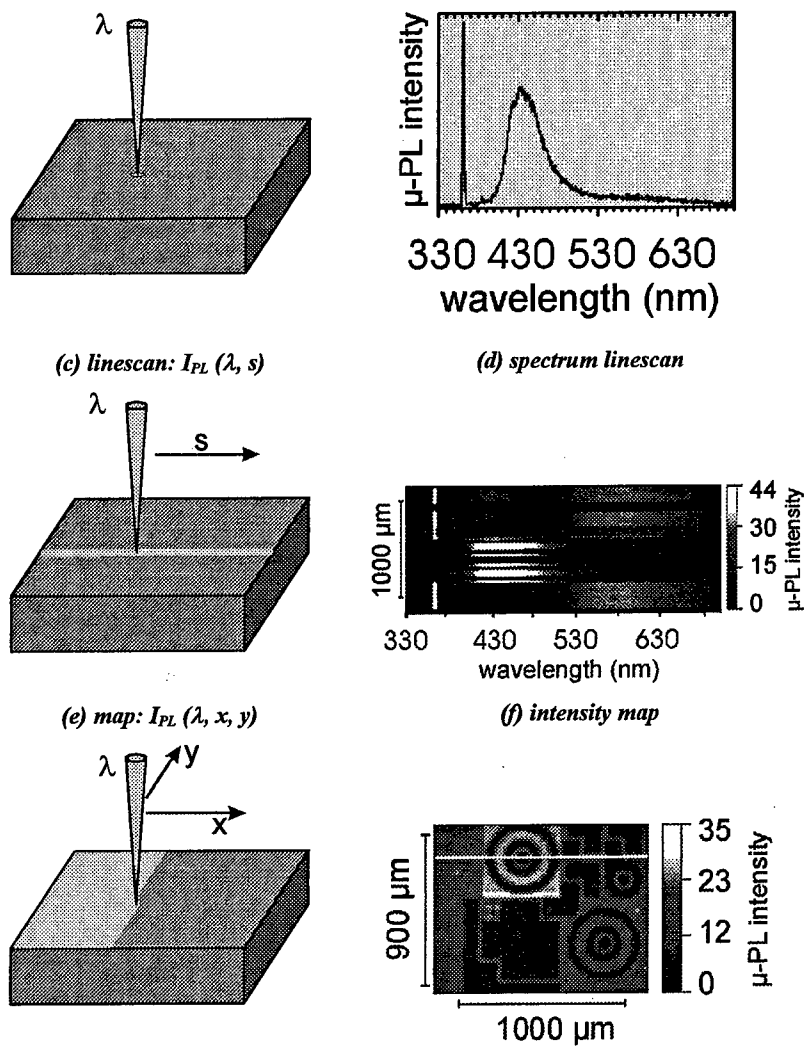 λ
μ-PL intensity
330 430 530 630
wavelength (nm)
(c) linescan: I_PL (λ, s)
(d) spectrum linescan
λ
s
1000 μm
44
30
15
0
μ-PL intensity
330 430 530 630
wavelength (nm)
(e) map: I_PL (λ, x, y)
(f) intensity map
λ
y
x
900 μm
1000 μm
35
23
12
0
μ-PL intensity